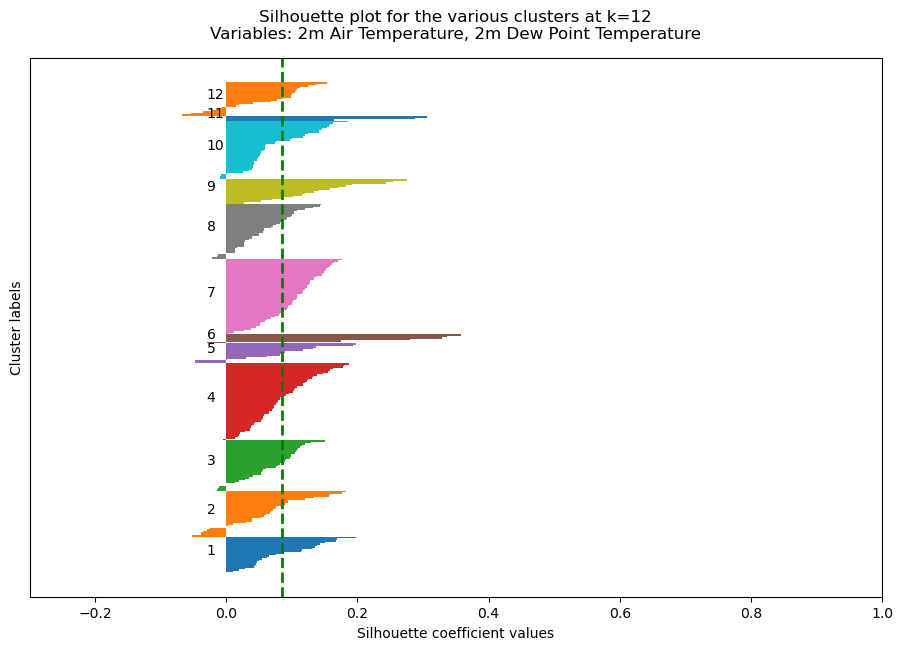 Silhouette plot for the various clusters at k=12
Variables: 2m Air Temperature, 2m Dew Point Temperature
Cluster labels
12
11
10
9
8
7
6
5
4
3
2
1
−0.2 0.0 0.2 0.4 0.6 0.8 1.0
Silhouette coefficient values